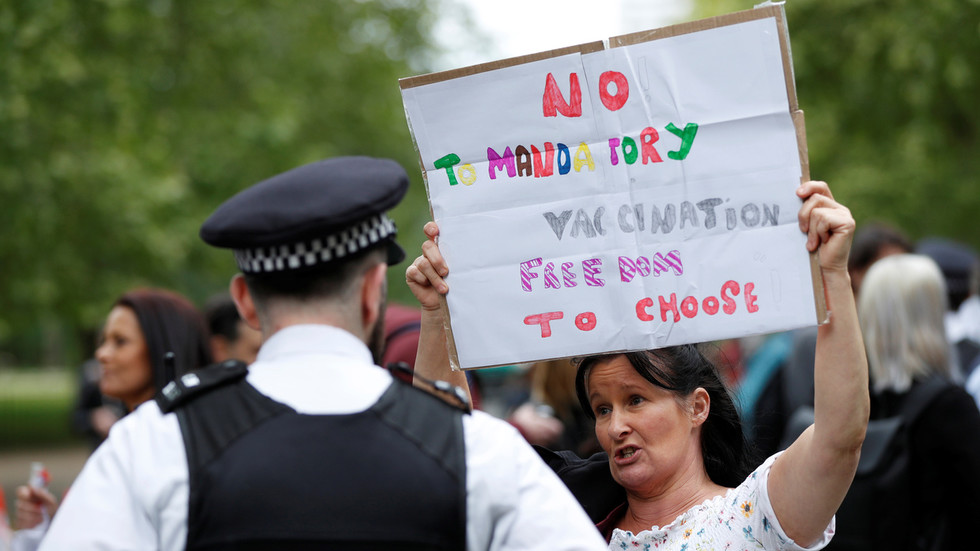 NO
TO MANDATORY
VACCINATION
FREEDOM
TO CHOOSE